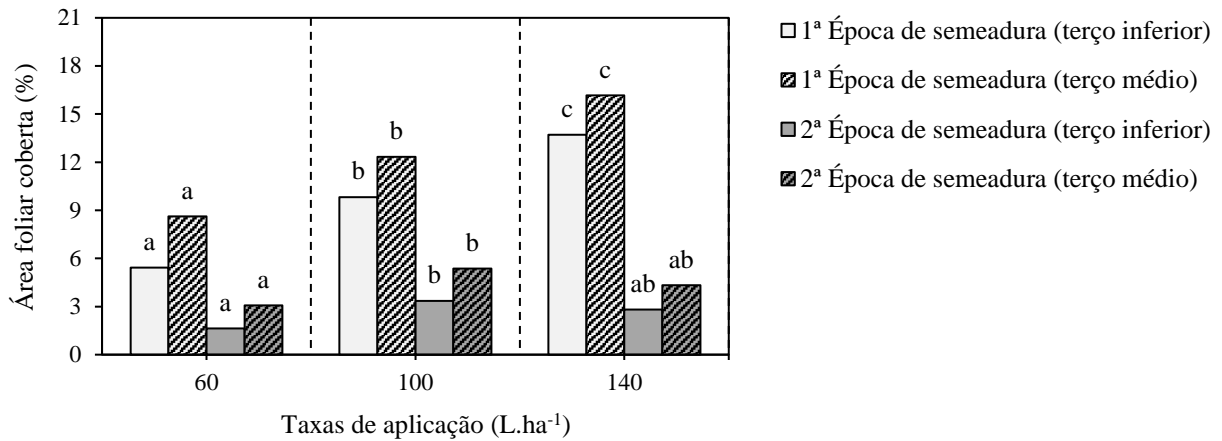 21
18
15
12
9
6
3
0
Área foliar coberta (%)
a
a
a
a
b
b
b
b
c
c
ab
ab
60
100
140
Taxas de aplicação (L.ha⁻¹)
1ª Época de semeadura (terço inferior)
1ª Época de semeadura (terço médio)
2ª Época de semeadura (terço inferior)
2ª Época de semeadura (terço médio)